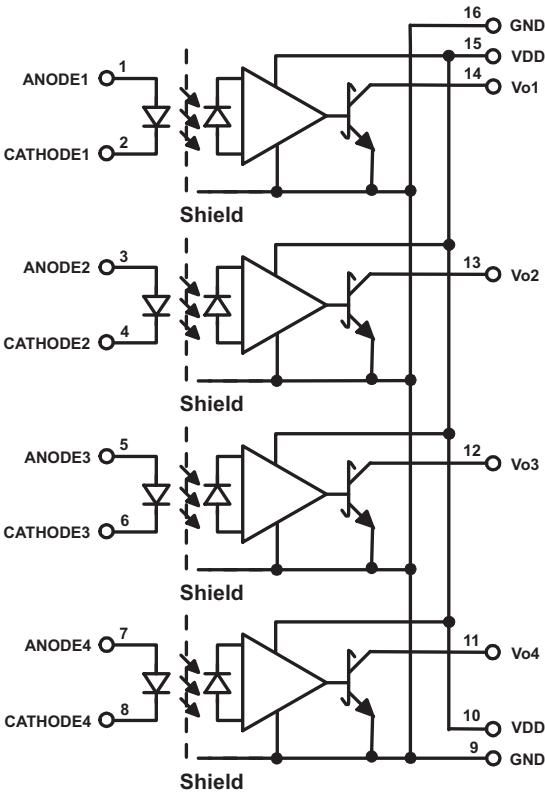 16 GND
15 VDD
ANODE1 1
14 Vo1
CATHODE1 2
Shield
ANODE2 3
13 Vo2
CATHODE2 4
Shield
ANODE3 5
12 Vo3
CATHODE3 6
Shield
ANODE4 7
11 Vo4
CATHODE4 8
10 VDD
9 GND
Shield